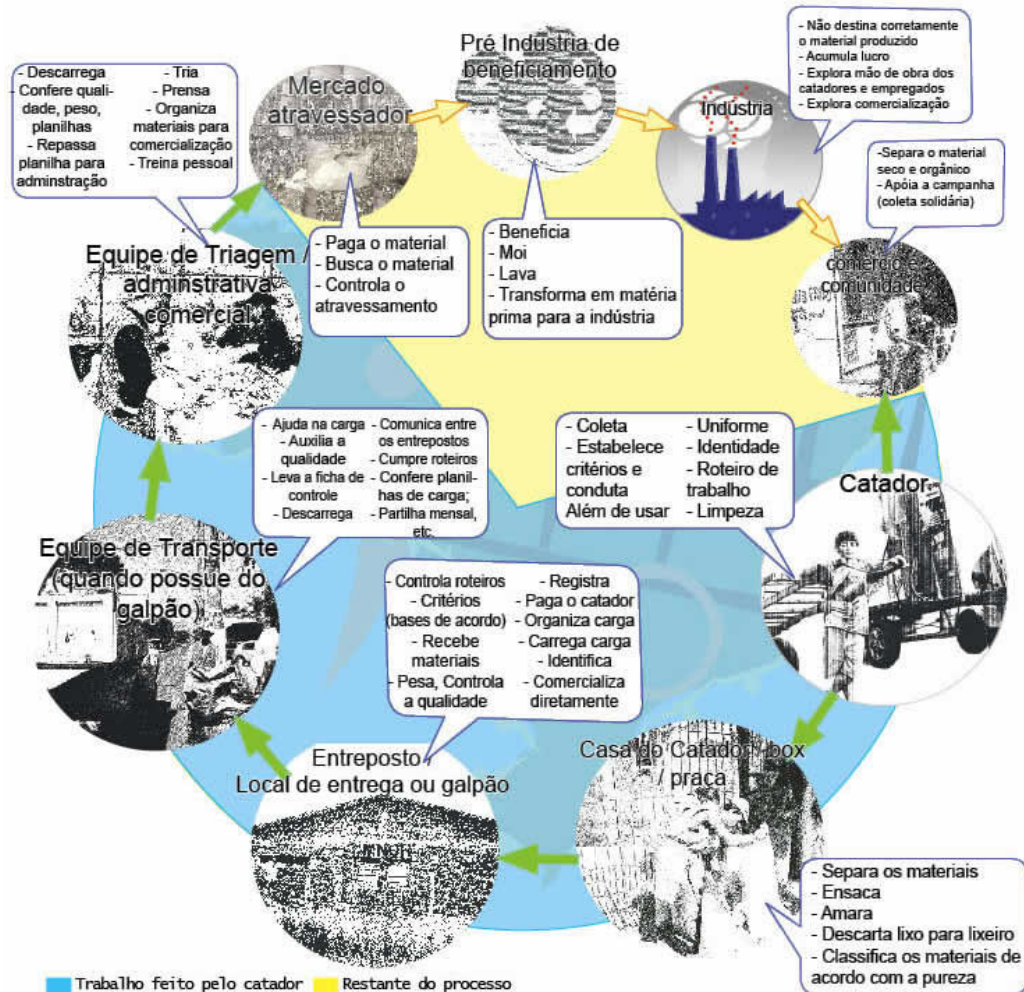 Pré Indústria de
beneficiamento
- Não destina corretamente
o material produzido
- Acumula lucro
- Explora mão de obra dos
catadores e empregados
- Explora comercialização
- Descarrega
- Confere quali-
dade, peso,
planilhas
- Repassa
planilha para
adminstração
- Tria
- Prensa
- Organiza
materiais para
comercialização
- Treina pessoal
Mercado
atravessador
Indústria
-Separa o material
seco e orgânico
- Apóia a campanha
(coleta solidária)
- Paga o material
- Busca o material
- Controla o
atravessamento
- Beneficia
- Moi
- Lava
- Transforma em matéria
prima para a indústria
comércio e
comunidade
Equipe de Triagem /
adminstrativa
comercial
- Ajuda na carga
- Auxilia a
qualidade
- Leva a ficha de
controle
- Descarrega
- Comunica entre
os entrepostos
- Cumpre roteiros
- Confere planil-
has de carga;
- Partilha mensal,
etc.
- Coleta
- Estabelece
critérios e
conduta
Além de usar
- Uniforme
- Identidade
- Roteiro de
trabalho
- Limpeza
Catador
Equipe de Transporte
(quando possue do
galpão)
- Controla roteiros
- Critérios
(bases de acordo)
- Recebe
materiais
- Pesa, Controla
a qualidade
- Registra
- Paga o catador
- Organiza carga
- Carrega carga
- Identifica
- Comercializa
diretamente
Casa do Catador / box
/ praça
Entreposto
Local de entrega ou galpão
- Separa os materiais
- Ensaca
- Amara
- Descarta lixo para lixeiro
- Classifica os materiais de
acordo com a pureza
Trabalho feito pelo catador
Restante do processo